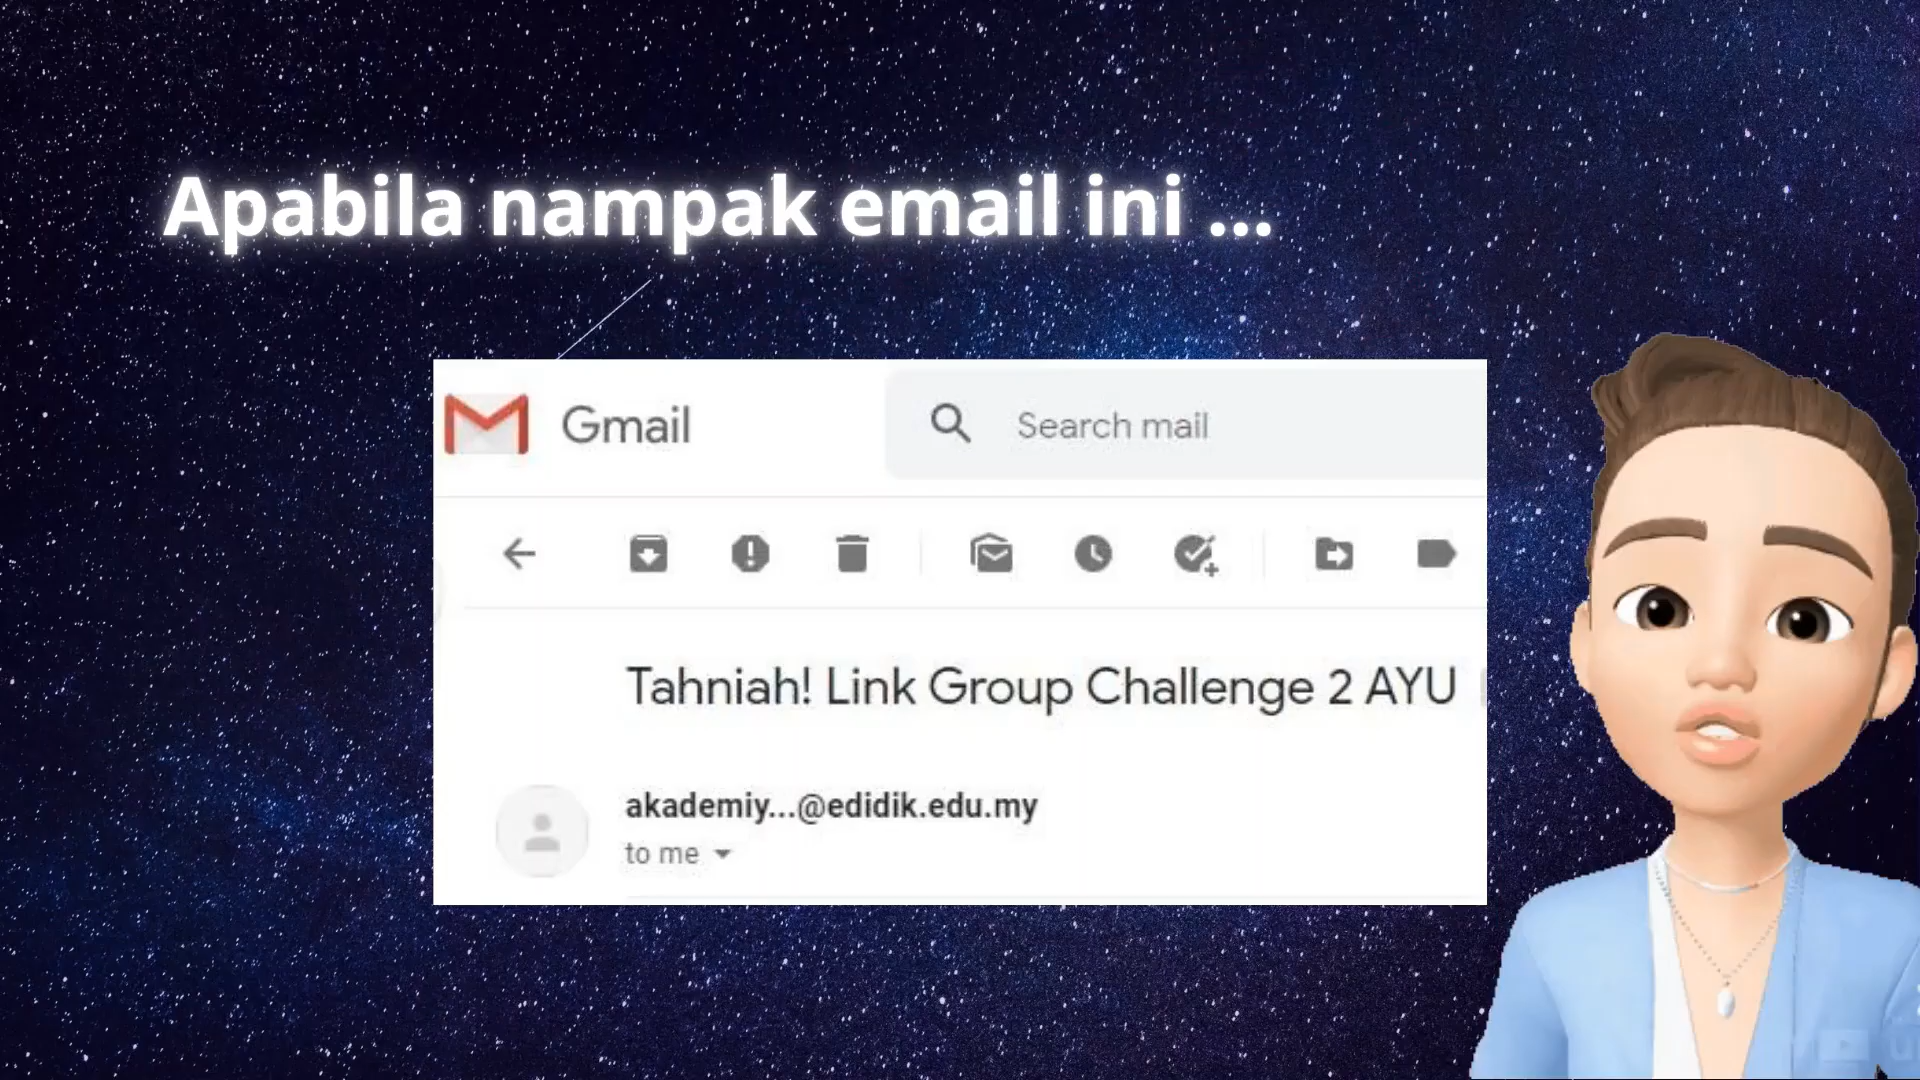 Apabila nampak email ini ...
Gmail
Search mail
Tahniah! Link Group Challenge 2 AYU
akademiy...@edidik.edu.my
to me